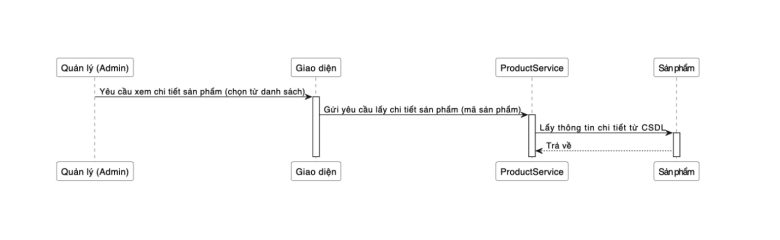 Quản lý (Admin)
Giao diện
ProductService
Sản phẩm
Yêu cầu xem chi tiết sản phẩm (chọn từ danh sách)
Gửi yêu cầu lấy chi tiết sản phẩm (mã sản phẩm)
Lấy thông tin chi tiết từ CSDL
Trả về
Quản lý (Admin)
Giao diện
ProductService
Sản phẩm